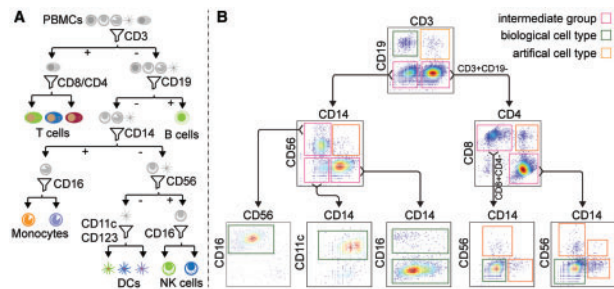 A
PBMCs
CD3
+
-
CD8/CD4
CD19
-
+
T cells
CD14
B cells
+
-
CD16
CD56
-
+
Monocytes
CD11c
CD123
CD16
DCs
NK cells
B
CD3
CD19
intermediate group
biological cell type
artifical cell type
CD3+CD19-
CD14
CD56
CD4
CD8
CD8+CD4-
CD56
CD16
CD14
CD11c
CD14
CD16
CD14
CD56
CD14
CD56